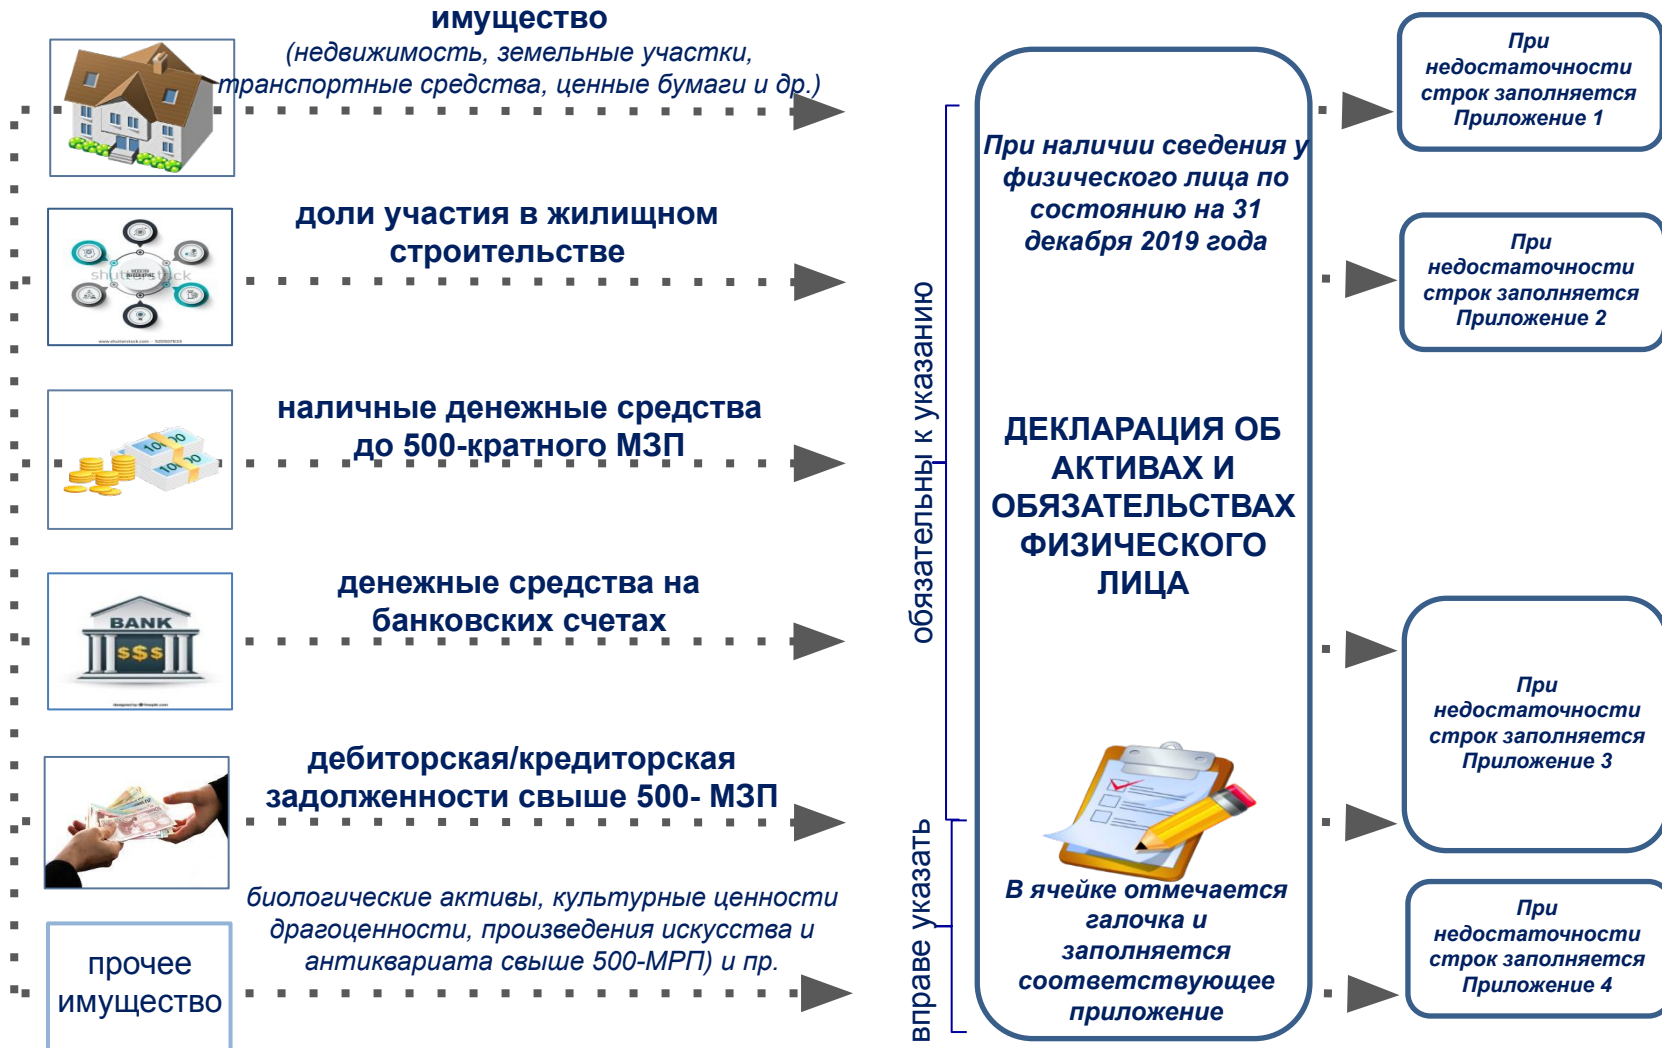 имущество
(недвижимость, земельные участки,
транспортные средства, ценные бумаги и др.)
доли участия в жилищном
строительстве
shutterstock
www.shutterstock.com
наличные денежные средства
до 500-кратного МЗП
денежные средства на
банковских счетах
BANK
$$$
дебиторская/кредиторская
задолженности свыше 500- МЗП
биологические активы, культурные ценности
драгоценности, произведения искусства и
антиквариата свыше 500-МРП) и пр.
прочее
имущество
обязательны к указанию
вправе указать
При наличии сведения у
физического лица по
состоянию на 31
декабря 2019 года
ДЕКЛАРАЦИЯ ОБ
АКТИВАХ И
ОБЯЗАТЕЛЬСТВАХ
ФИЗИЧЕСКОГО
ЛИЦА
В ячейке отмечается
галочка и
заполняется
соответствующее
приложение
При
недостаточности
строк заполняется
Приложение 1
При
недостаточности
строк заполняется
Приложение 2
При
недостаточности
строк заполняется
Приложение 3
При
недостаточности
строк заполняется
Приложение 4